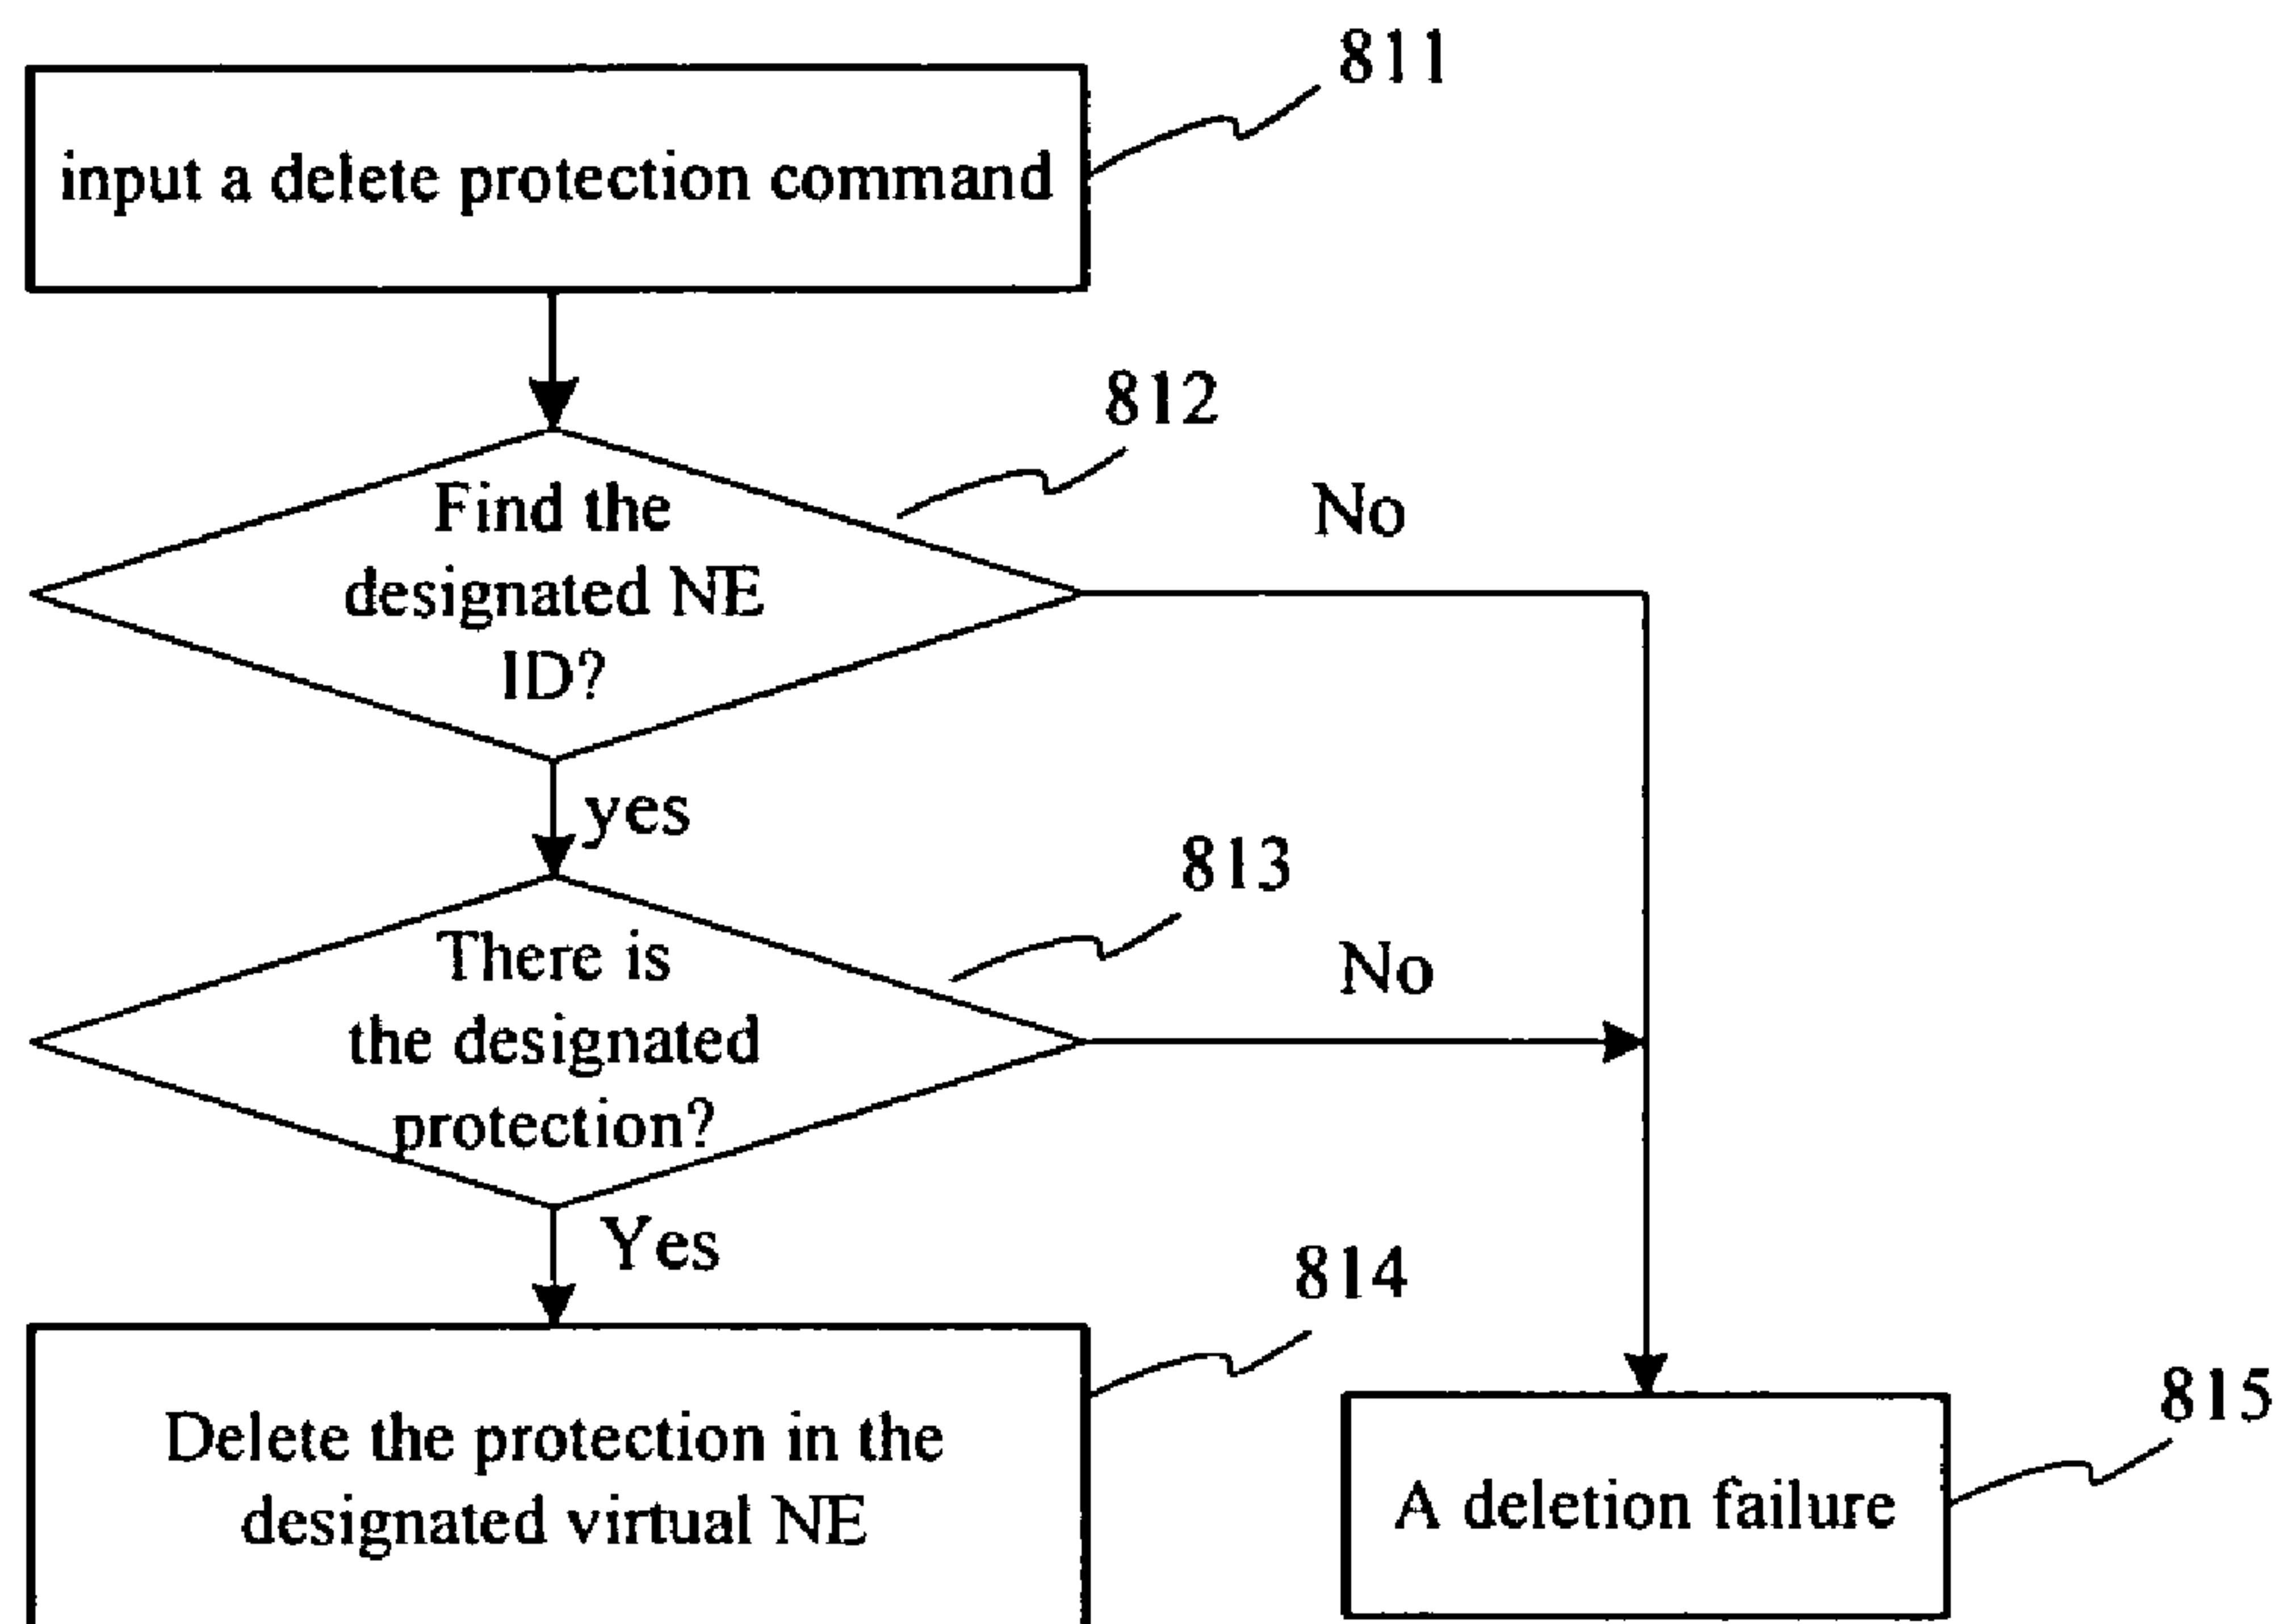 811
input a delete protection command
812
Find the
designated NE
ID?
No
yes
813
There is
the designated
protection?
No
Yes
814
Delete the protection in the
designated virtual NE
815
A deletion failure